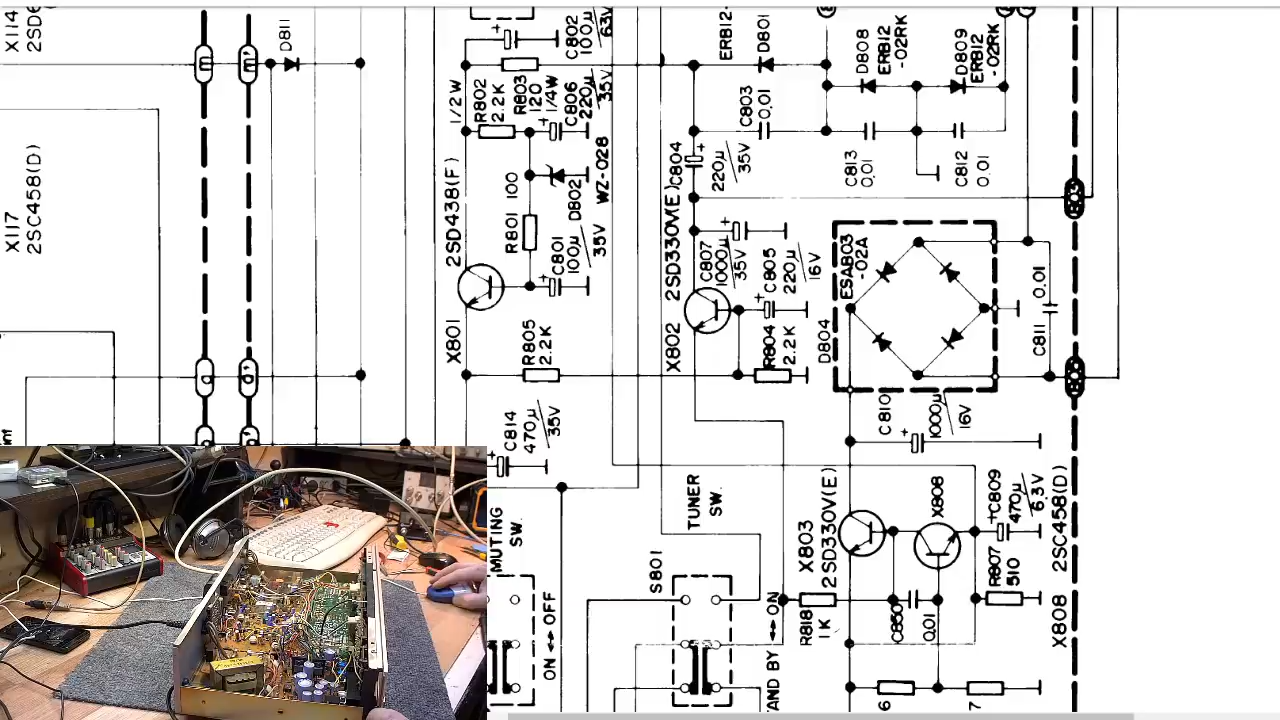 X114
2SD6
m
m'
D811
X117
2SC458(D)
d
d'
1/2W
R802
2.2K
R803
120
1/4W
C802
100μ
63V
C806
220μ
35V
2SD438(F)
R801 100
D802
WZ-028
C801
100μ
35V
X801
R805
2.2K
C814
470μ
35V
MUTING
SW.
ON ↔ OFF
ERB12-
D801
C803
0.01
C804
220μ
35V
2SD330V(E)
C807
1000μ
35V
C805
220μ
16V
X802
R804
2.2K
D808
ERB12
-02RK
D809
ERB12
-02RK
C813
0.01
C812
0.01
ESAB03
-02A
D804
C811
0.01
C810
1000μ
16V
TUNER
SW.
S801
STAND BY ↔ ON
X803
2SD330V(E)
X808
C809
470μ
6.3V
R807
510
R818
1K
C850
0.01
X808
2SC458(D)
6
7